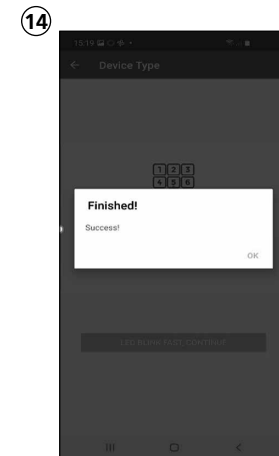 14
15:19
← Device Type
1 2 3
4 5 6
Finished!
Success!
OK
LED BLINK FAST, CONTINUE